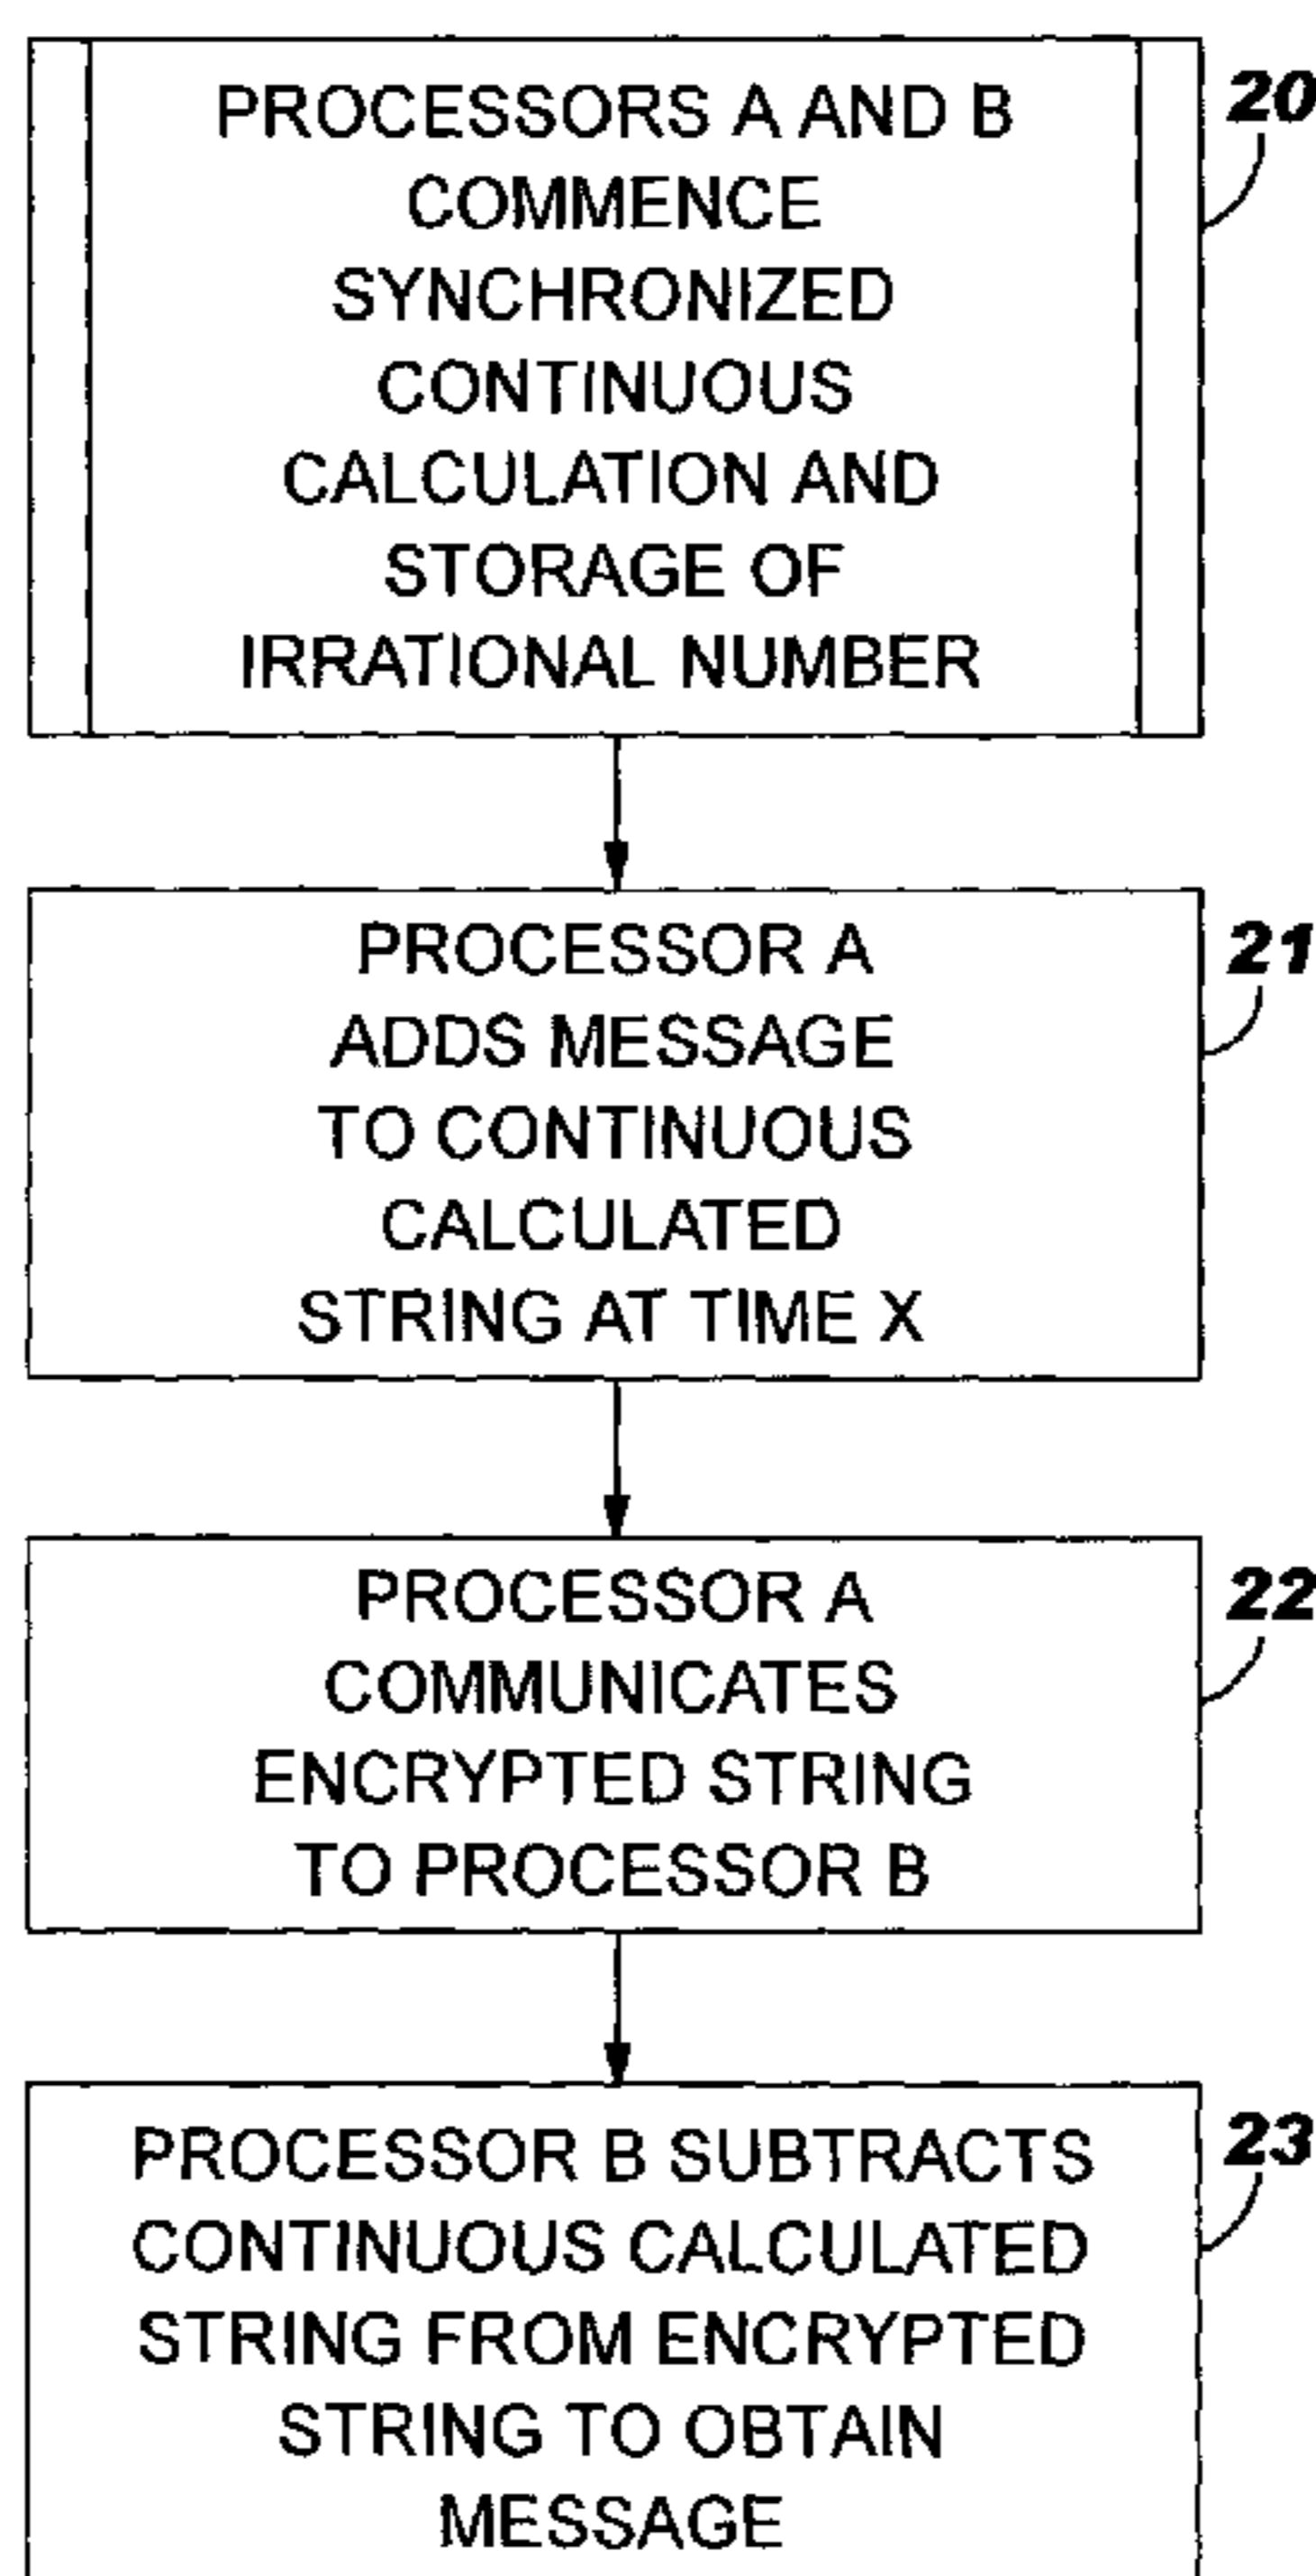 PROCESSORS A AND B
COMMENCE
SYNCHRONIZED
CONTINUOUS
CALCULATION AND
STORAGE OF
IRRATIONAL NUMBER
20
PROCESSOR A
ADDS MESSAGE
TO CONTINUOUS
CALCULATED
STRING AT TIME X
21
PROCESSOR A
COMMUNICATES
ENCRYPTED STRING
TO PROCESSOR B
22
PROCESSOR B SUBTRACTS
CONTINUOUS CALCULATED
STRING FROM ENCRYPTED
STRING TO OBTAIN
MESSAGE
23